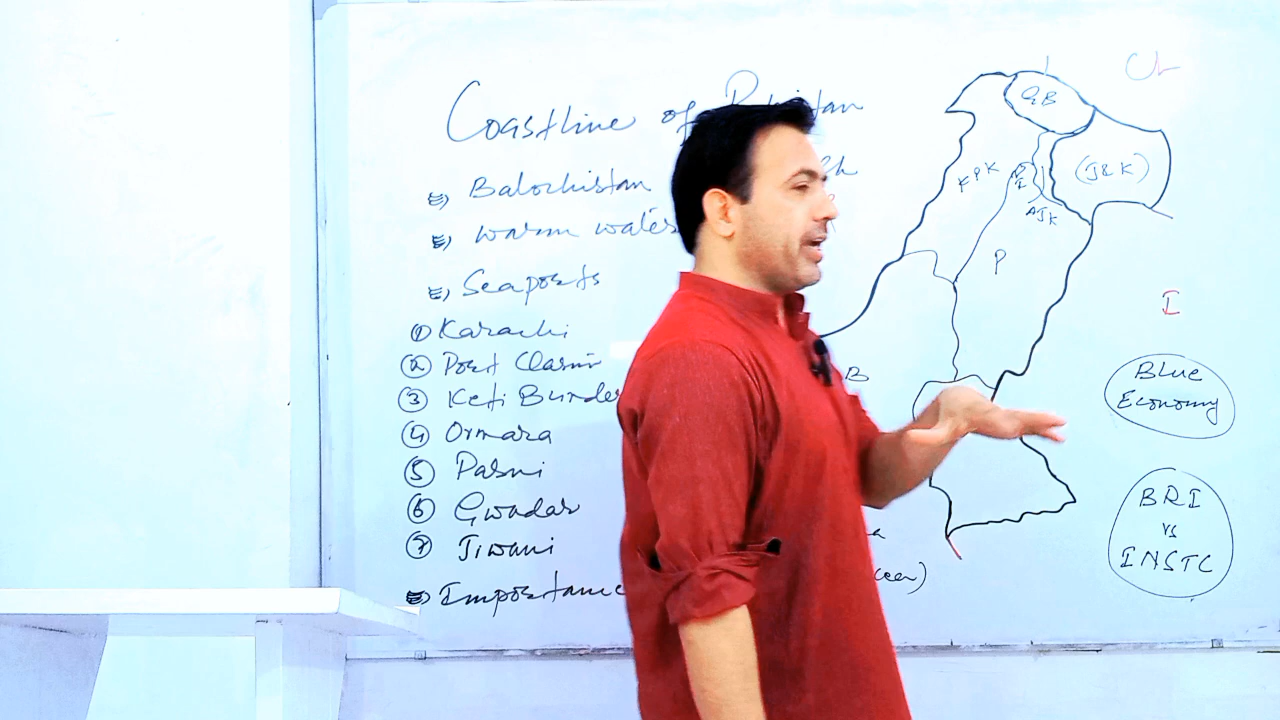 Coastline of Pakistan
Balochistan
warm water
Seaports
① Karachi
② Port Qasim
③ Keti Bunder
④ Ormara
⑤ Pasni
⑥ Gwadar
⑦ Jiwani
Importance
GB
KPK
(J&K)
AJK
P
I
B
Blue
Economy
BRI
vs
INSTC